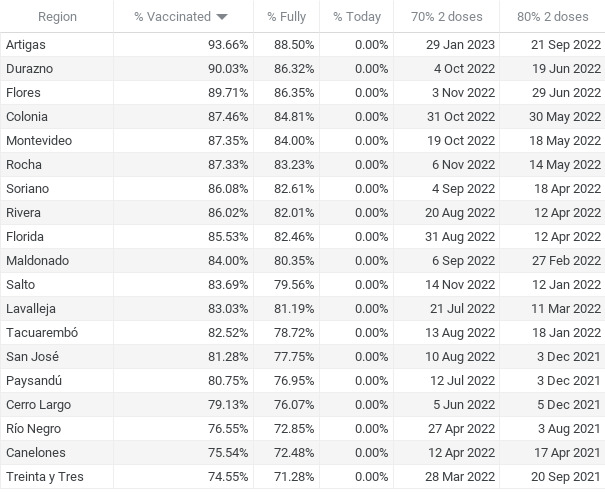 Region % Vaccinated % Fully % Today 70% 2 doses 80% 2 doses
Artigas 93.66% 88.50% 0.00% 29 Jan 2023 21 Sep 2022
Durazno 90.03% 86.32% 0.00% 4 Oct 2022 19 Jun 2022
Flores 89.71% 86.35% 0.00% 3 Nov 2022 29 Jun 2022
Colonia 87.46% 84.81% 0.00% 31 Oct 2022 30 May 2022
Montevideo 87.35% 84.00% 0.00% 19 Oct 2022 18 May 2022
Rocha 87.33% 83.23% 0.00% 6 Nov 2022 14 May 2022
Soriano 86.08% 82.61% 0.00% 4 Sep 2022 18 Apr 2022
Rivera 86.02% 82.01% 0.00% 20 Aug 2022 12 Apr 2022
Florida 85.53% 82.46% 0.00% 31 Aug 2022 12 Apr 2022
Maldonado 84.00% 80.35% 0.00% 6 Sep 2022 27 Feb 2022
Salto 83.69% 79.56% 0.00% 14 Nov 2022 12 Jan 2022
Lavalleja 83.03% 81.19% 0.00% 21 Jul 2022 11 Mar 2022
Tacuarembó 82.52% 78.72% 0.00% 13 Aug 2022 18 Jan 2022
San José 81.28% 77.75% 0.00% 10 Aug 2022 3 Dec 2021
Paysandú 80.75% 76.95% 0.00% 12 Jul 2022 3 Dec 2021
Cerro Largo 79.13% 76.07% 0.00% 5 Jun 2022 5 Dec 2021
Río Negro 76.55% 72.85% 0.00% 27 Apr 2022 3 Aug 2021
Canelones 75.54% 72.48% 0.00% 12 Apr 2022 17 Apr 2021
Treinta y Tres 74.55% 71.28% 0.00% 28 Mar 2022 20 Sep 2021